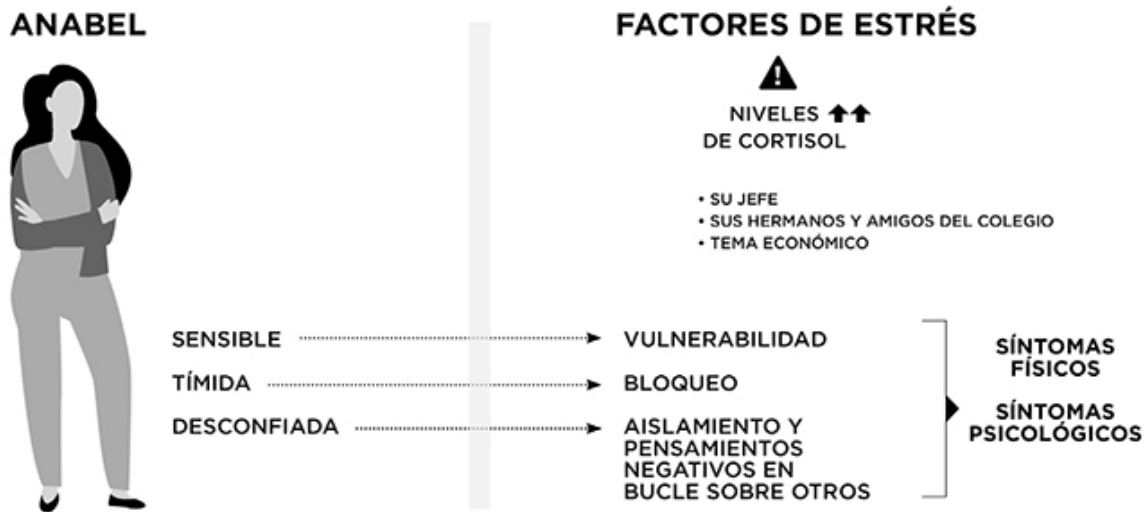 ANABEL
FACTORES DE ESTRÉS
NIVELES
DE CORTISOL
• SU JEFE
• SUS HERMANOS Y AMIGOS DEL COLEGIO
• TEMA ECONÓMICO
SENSIBLE
VULNERABILIDAD
TÍMIDA
BLOQUEO
DESCONFIADA
AISLAMIENTO Y
PENSAMIENTOS
NEGATIVOS EN
BUCLE SOBRE OTROS
SÍNTOMAS
FÍSICOS
SÍNTOMAS
PSICOLÓGICOS